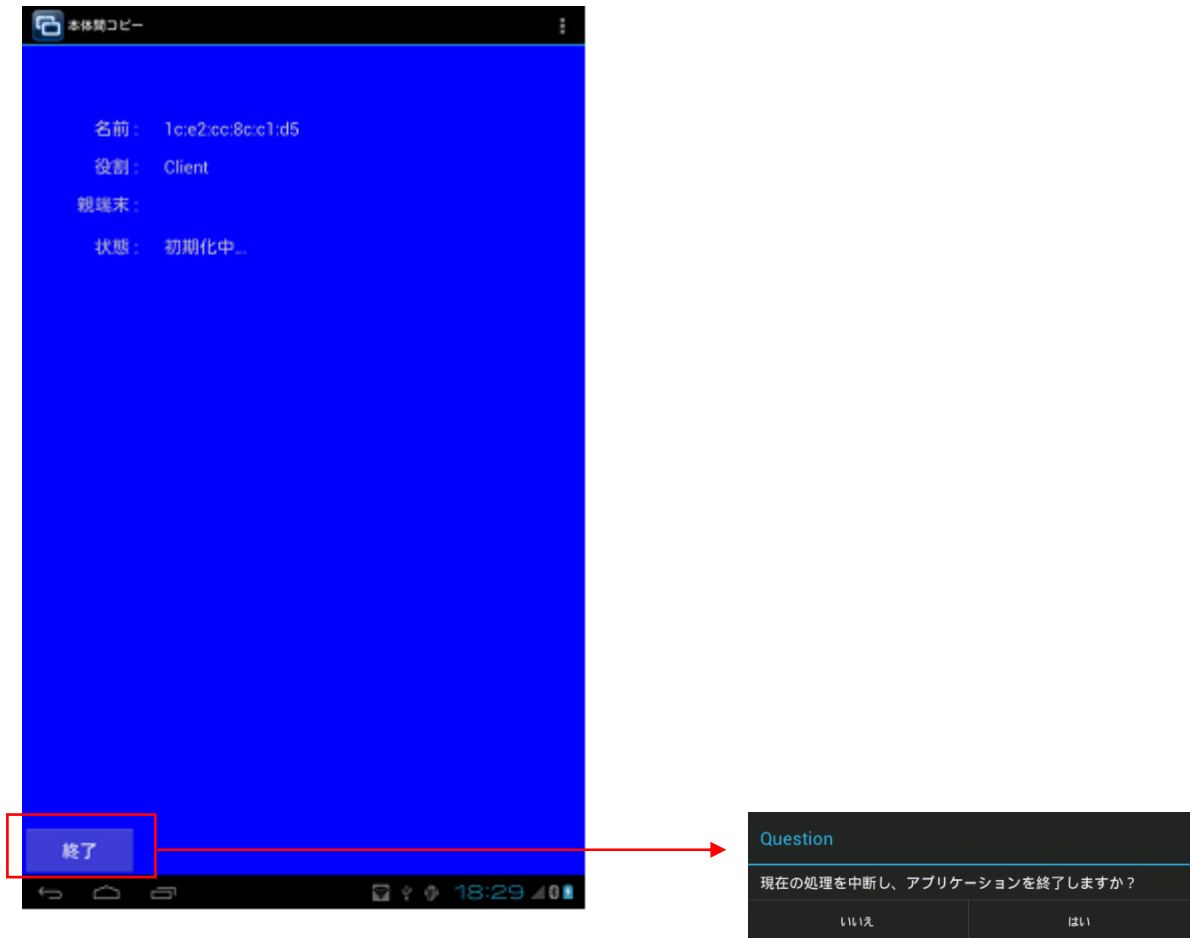 本体間コピー
名前： 1c:e2:cc:8c:c1:d5
役割： Client
親端末：
状態： 初期化中...
終了
18:29
Question
現在の処理を中断し、アプリケーションを終了しますか？
いいえ はい